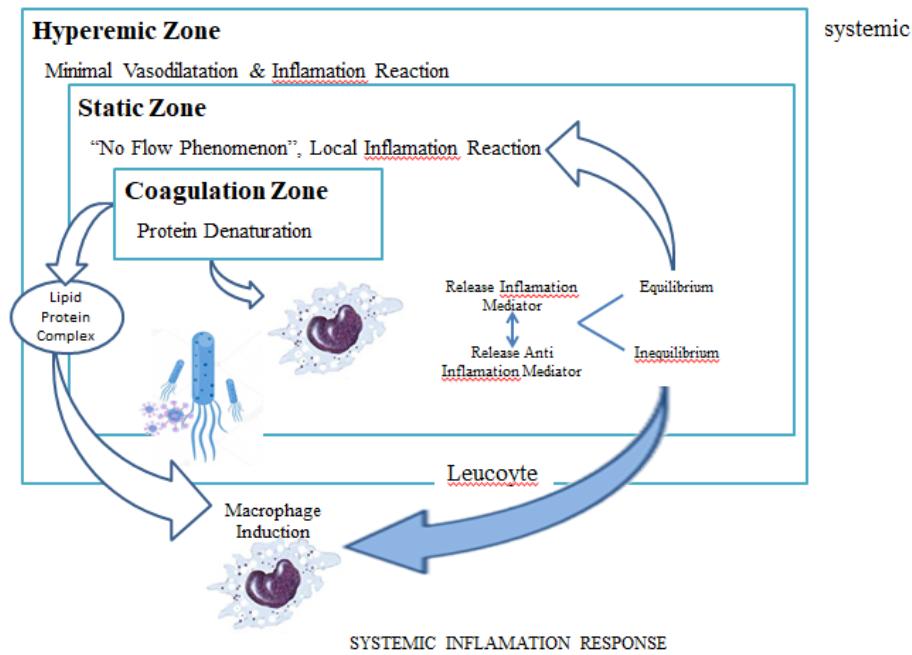 Hyperemic Zone
systemic
Minimal Vasodilatation & Inflamation Reaction
Static Zone
“No Flow Phenomenon”, Local Inflamation Reaction
Coagulation Zone
Protein Denaturation
Lipid
Protein
Complex
Release Inflamation
Mediator
Release Anti
Inflamation Mediator
Equilibrium
Inequilibrium
Leucoyte
Macrophage
Induction
SYSTEMIC INFLAMATION RESPONSE